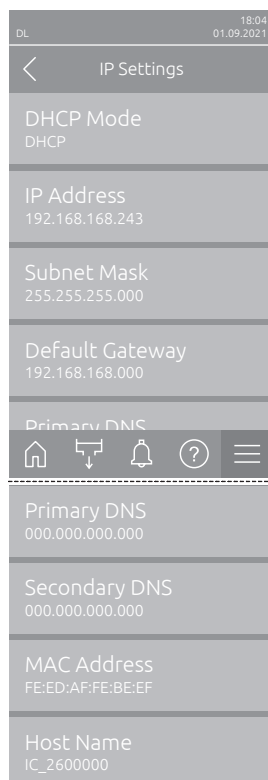 18:04
DL 01.09.2021
IP Settings
DHCP Mode
DHCP
IP Address
192.168.168.243
Subnet Mask
255.255.255.000
Default Gateway
192.168.168.000
Primary DNS
Primary DNS
000.000.000.000
Secondary DNS
000.000.000.000
MAC Address
FE:ED:AF:FE:BE:EF
Host Name
IC_2600000